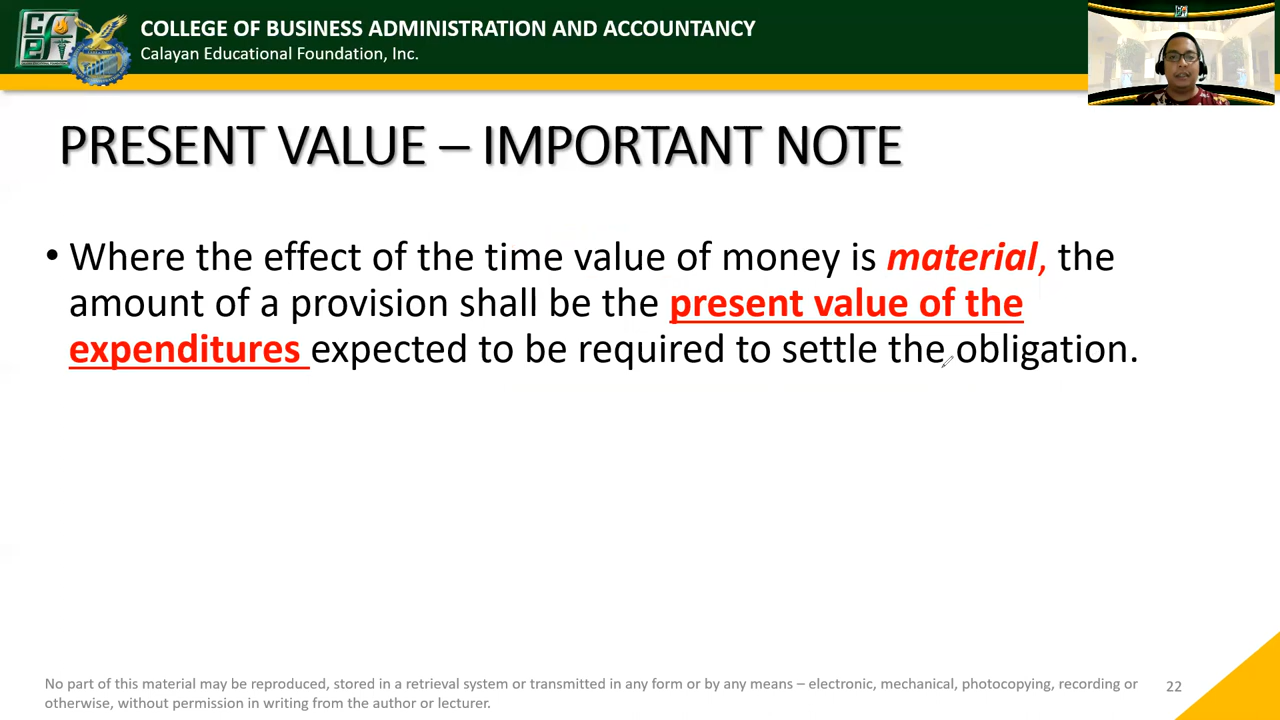 COLLEGE OF BUSINESS ADMINISTRATION AND ACCOUNTANCY
Calayan Educational Foundation, Inc.
PRESENT VALUE – IMPORTANT NOTE
• Where the effect of the time value of money is material, the
amount of a provision shall be the present value of the
expenditures expected to be required to settle the obligation.
No part of this material may be reproduced, stored in a retrieval system or transmitted in any form or by any means – electronic, mechanical, photocopying, recording or
otherwise, without permission in writing from the author or lecturer.
22